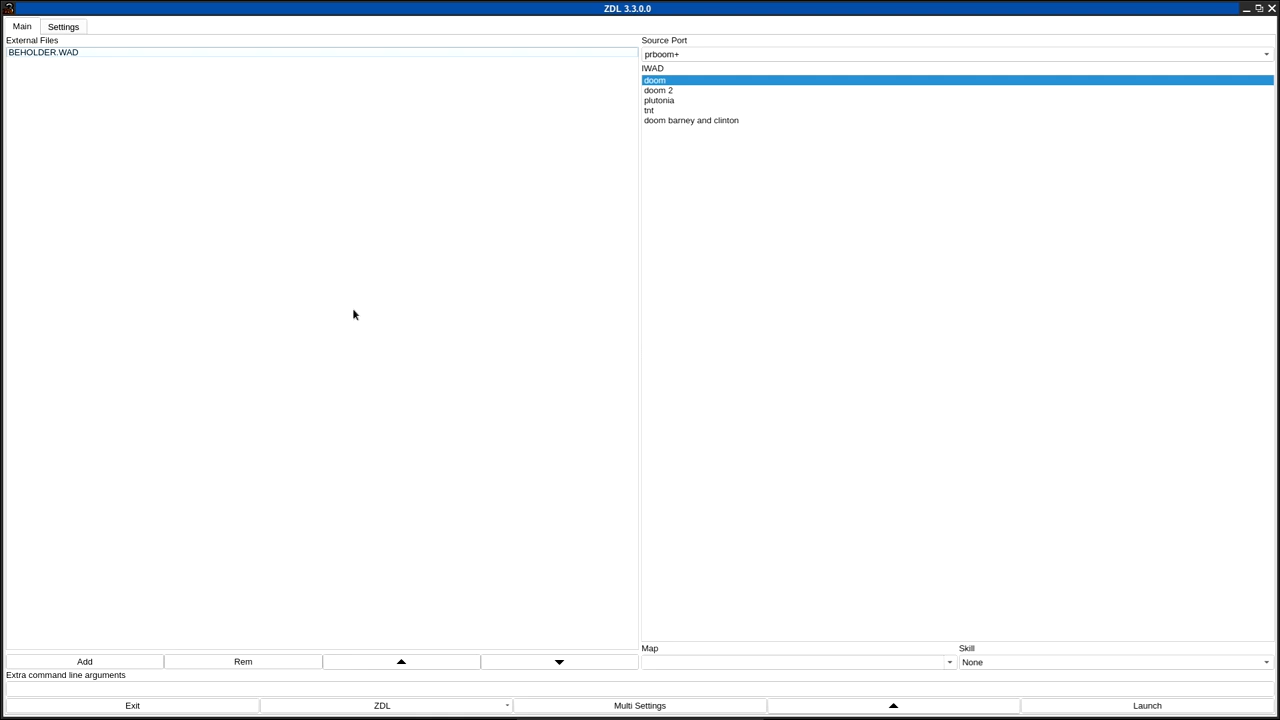 ZDL 3.3.0.0
Main Settings
External Files
BEHOLDER.WAD
Source Port
prboom+
IWAD
doom
doom 2
plutonia
tnt
doom barney and clinton
Map Skill
None
Add Rem
Extra command line arguments
Exit ZDL Multi Settings Launch